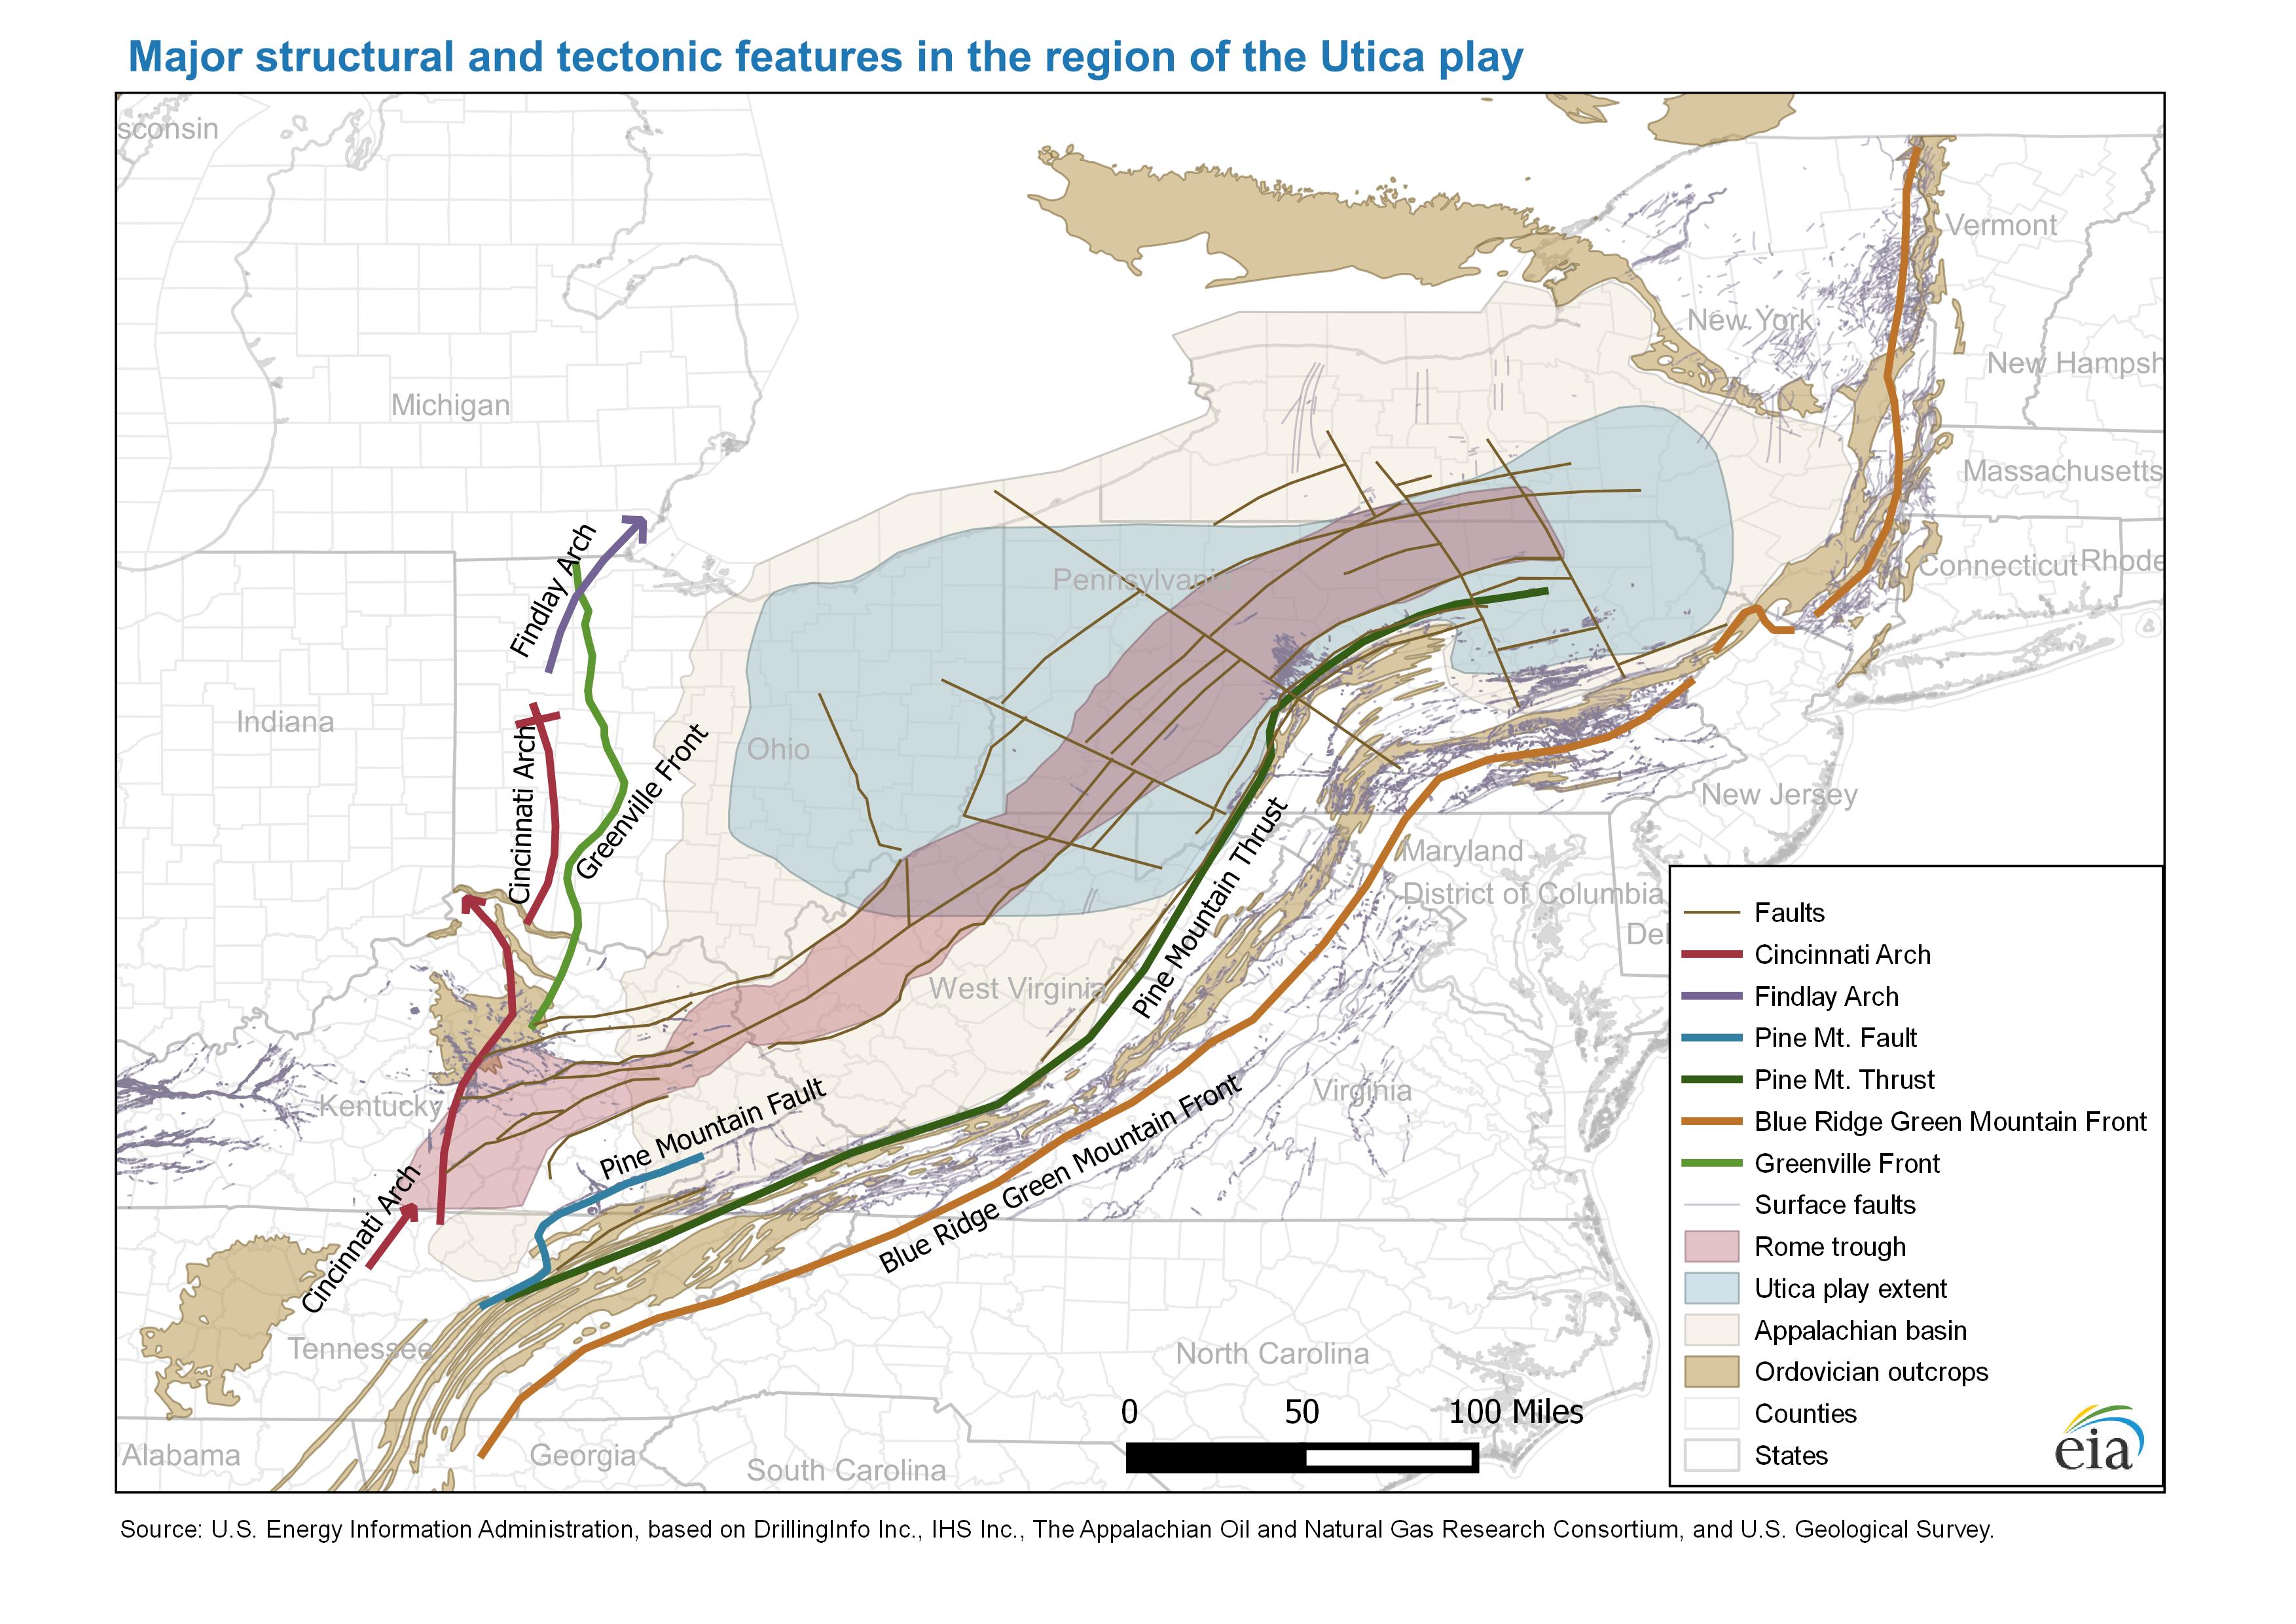 Major structural and tectonic features in the region of the Utica play
sconsin
Vermont
New York
New Hampsh
Michigan
Massachusetts
Connecticut
Rhode
Findlay Arch
Pennsylvani
Indiana
Cincinnati Arch
Greenville Front
Ohio
New Jersey
Pine Mountain Thrust
Maryland
District of Columbia
Del
West Virginia
Kentucky
Virginia
Pine Mountain Fault
Cincinnati Arch
Blue Ridge Green Mountain Front
Tennessee
North Carolina
Alabama
Georgia
South Carolina
0 50 100 Miles
Faults
Cincinnati Arch
Findlay Arch
Pine Mt. Fault
Pine Mt. Thrust
Blue Ridge Green Mountain Front
Greenville Front
Surface faults
Rome trough
Utica play extent
Appalachian basin
Ordovician outcrops
Counties
States
eia
Source: U.S. Energy Information Administration, based on DrillingInfo Inc., IHS Inc., The Appalachian Oil and Natural Gas Research Consortium, and U.S. Geological Survey.